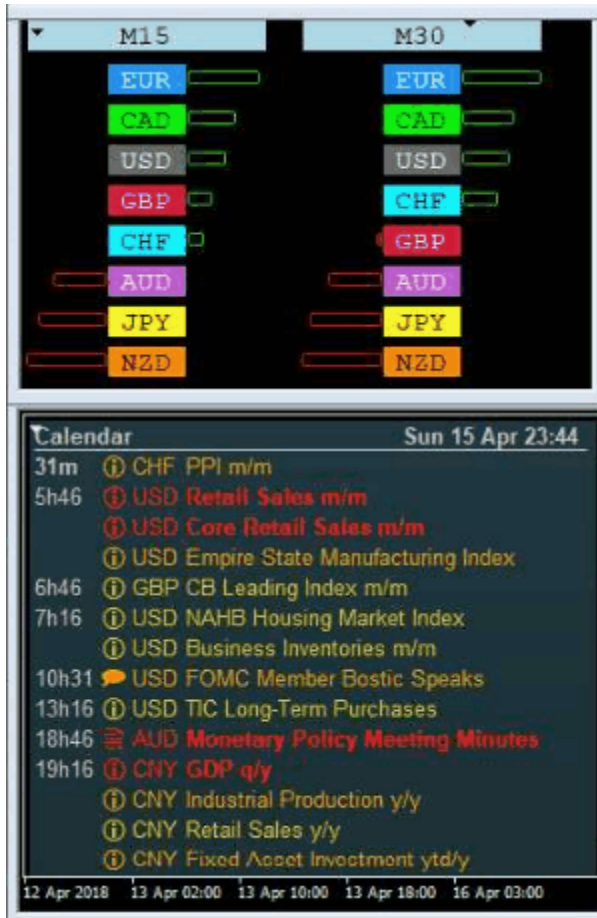 M15 M30
EUR EUR
CAD CAD
USD USD
GBP CHF
CHF GBP
AUD AUD
JPY JPY
NZD NZD
Calendar Sun 15 Apr 23:44
31m CHF PPI m/m
5h46 USD Retail Sales m/m
USD Core Retail Sales m/m
USD Empire State Manufacturing Index
6h46 GBP CB Leading Index m/m
7h16 USD NAHB Housing Market Index
USD Business Inventories m/m
10h31 USD FOMC Member Bostic Speaks
13h16 USD TIC Long-Term Purchases
18h46 AUD Monetary Policy Meeting Minutes
19h16 CNY GDP q/y
CNY Industrial Production y/y
CNY Retail Sales y/y
CNY Fixed Asset Investment ytd/y
12 Apr 2018 13 Apr 02:00 13 Apr 10:00 13 Apr 18:00 16 Apr 03:00